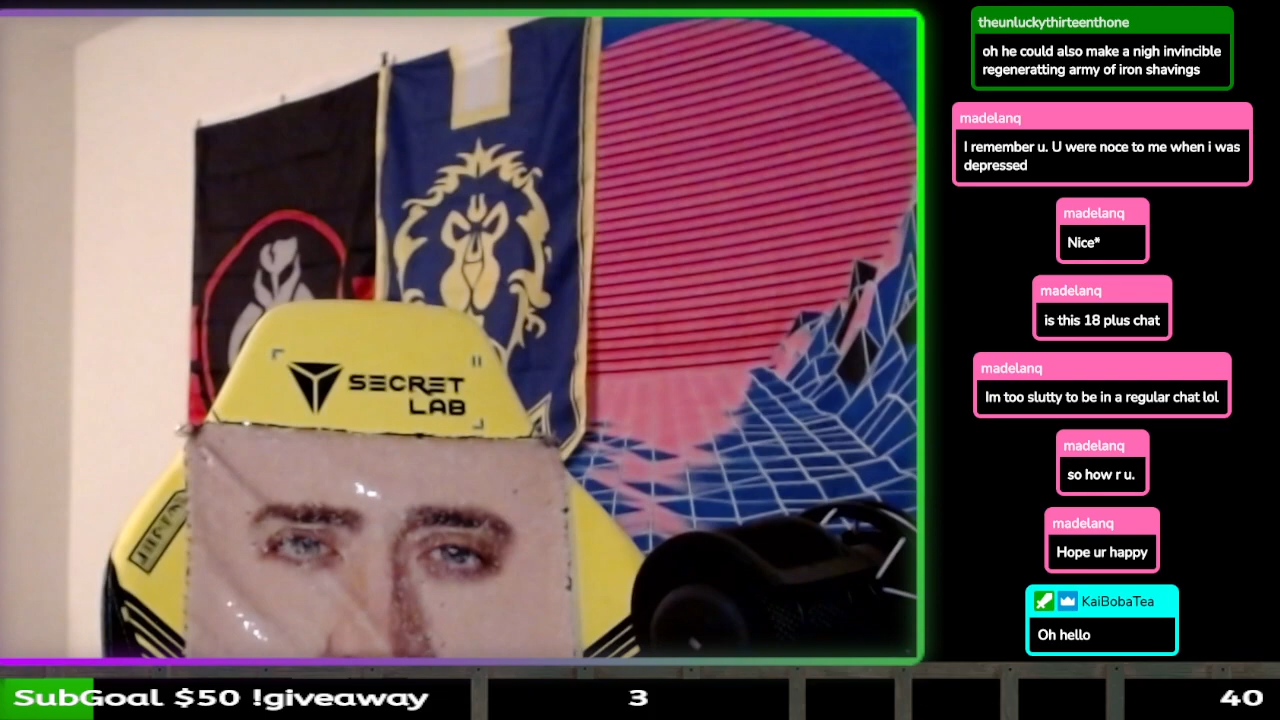 theunluckythirteenthone
oh he could also make a nigh invincible
regeneratting army of iron shavings
madelanq
I remember u. U were noce to me when i was
depressed
madelanq
Nice*
madelanq
is this 18 plus chat
madelanq
Im too slutty to be in a regular chat lol
madelanq
so how r u.
madelanq
Hope ur happy
KaiBobaTea
Oh hello
SECRET
LAB
SubGoal $50 !giveaway
3
40